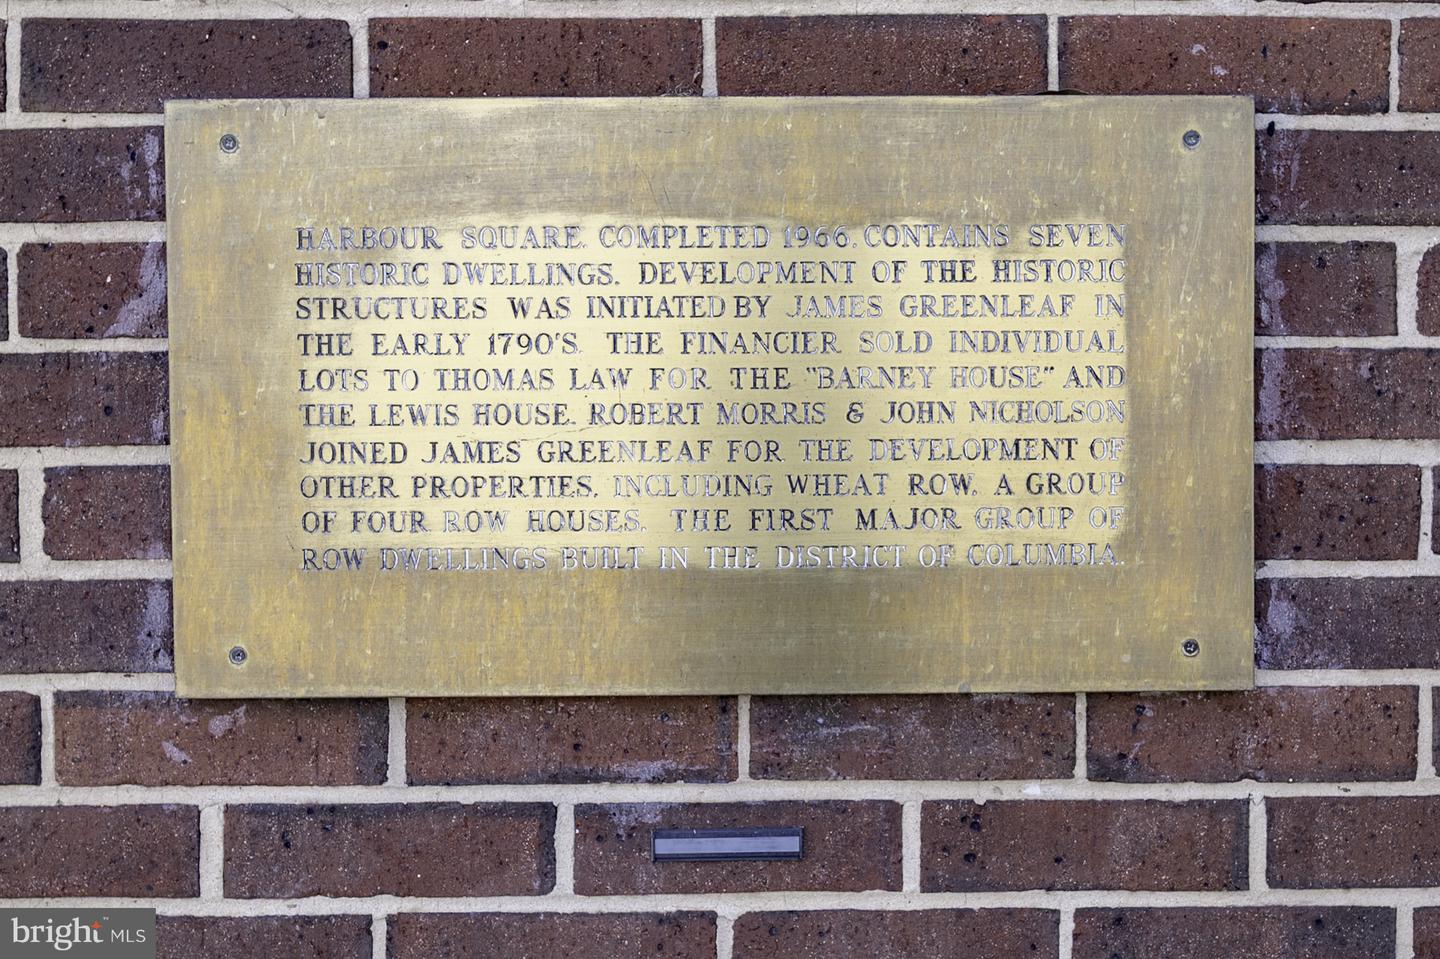 HARBOUR SQUARE. COMPLETED 1966. CONTAINS SEVEN
HISTORIC DWELLINGS. DEVELOPMENT OF THE HISTORIC
STRUCTURES WAS INITIATED BY JAMES GREENLEAF IN
THE EARLY 1790'S. THE FINANCIER SOLD INDIVIDUAL
LOTS TO THOMAS LAW FOR THE "BARNEY HOUSE" AND
THE LEWIS HOUSE. ROBERT MORRIS & JOHN NICHOLSON
JOINED JAMES GREENLEAF FOR THE DEVELOPMENT OF
OTHER PROPERTIES, INCLUDING WHEAT ROW. A GROUP
OF FOUR ROW HOUSES. THE FIRST MAJOR GROUP OF
ROW DWELLINGS BUILT IN THE DISTRICT OF COLUMBIA.
bright™ MLS